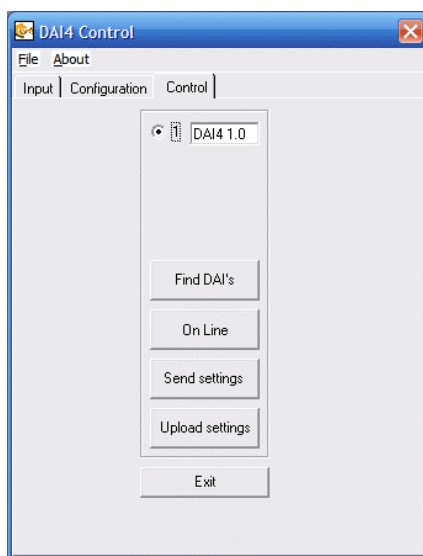 DAI4 Control
File About
Input Configuration Control
1 DAI4 1.0
Find DAI's
On Line
Send settings
Upload settings
Exit